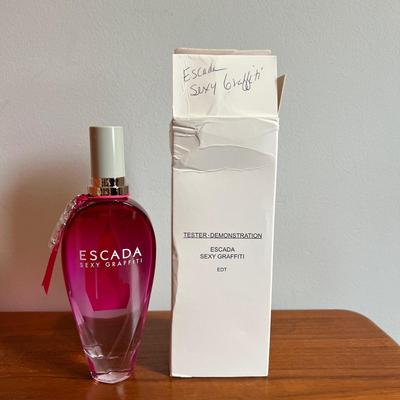 Escada
Sexy Graffiti
ESCADA
SEXY GRAFFITI
TESTER-DEMONSTRATION
ESCADA
SEXY GRAFFITI
EDT